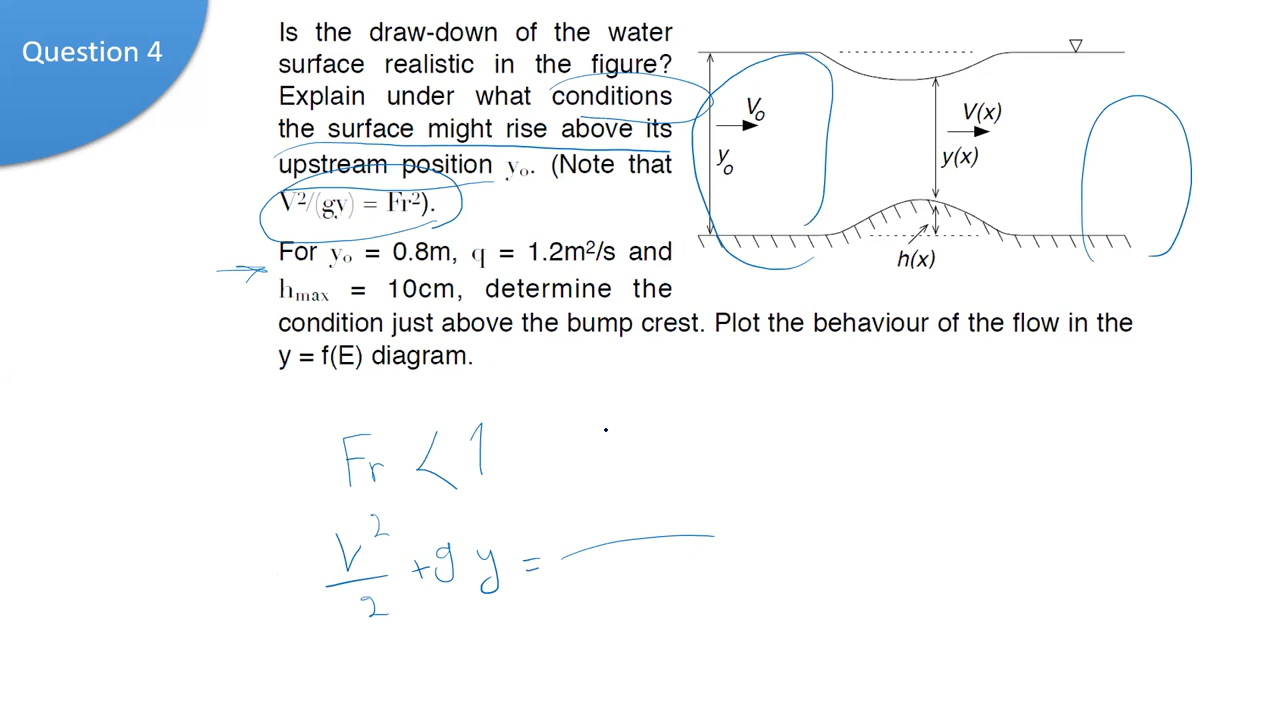 Question 4
Is the draw-down of the water
surface realistic in the figure?
Explain under what conditions
the surface might rise above its
upstream position y₀. (Note that
V²/(gy) = Fr²).
For y₀ = 0.8m, q = 1.2m²/s and
hₘₐₓ = 10cm, determine the
condition just above the bump crest. Plot the behaviour of the flow in the
y = f(E) diagram.
V₀
y₀
V(x)
y(x)
h(x)
Fr < 1
V²/2 + g y =